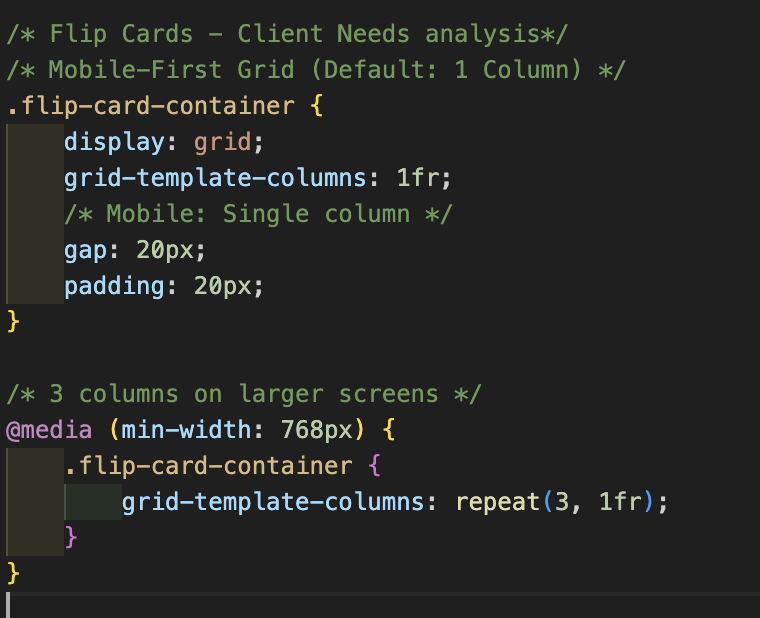 /* Flip Cards - Client Needs analysis*/
/* Mobile-First Grid (Default: 1 Column) */
.flip-card-container {
    display: grid;
    grid-template-columns: 1fr;
    /* Mobile: Single column */
    gap: 20px;
    padding: 20px;
}

/* 3 columns on larger screens */
@media (min-width: 768px) {
    .flip-card-container {
        grid-template-columns: repeat(3, 1fr);
    }
}